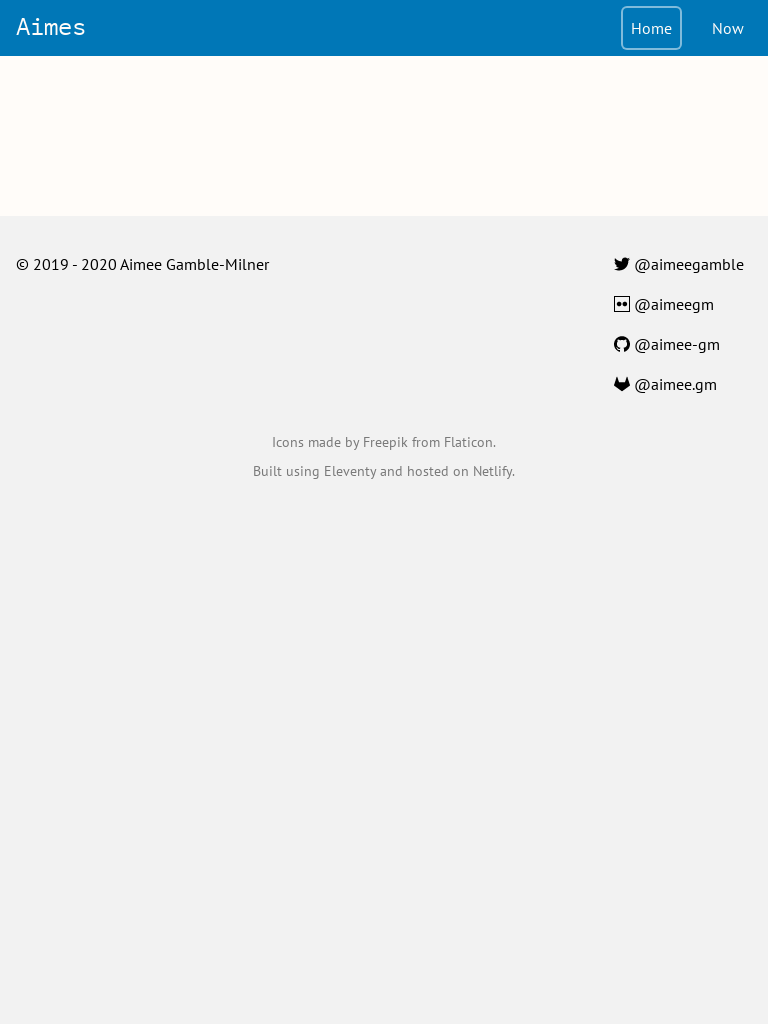 Aimes
Home
Now
© 2019 - 2020 Aimee Gamble-Milner
@aimeegamble
@aimeegm
@aimee-gm
@aimee.gm
Icons made by Freepik from Flaticon.
Built using Eleventy and hosted on Netlify.